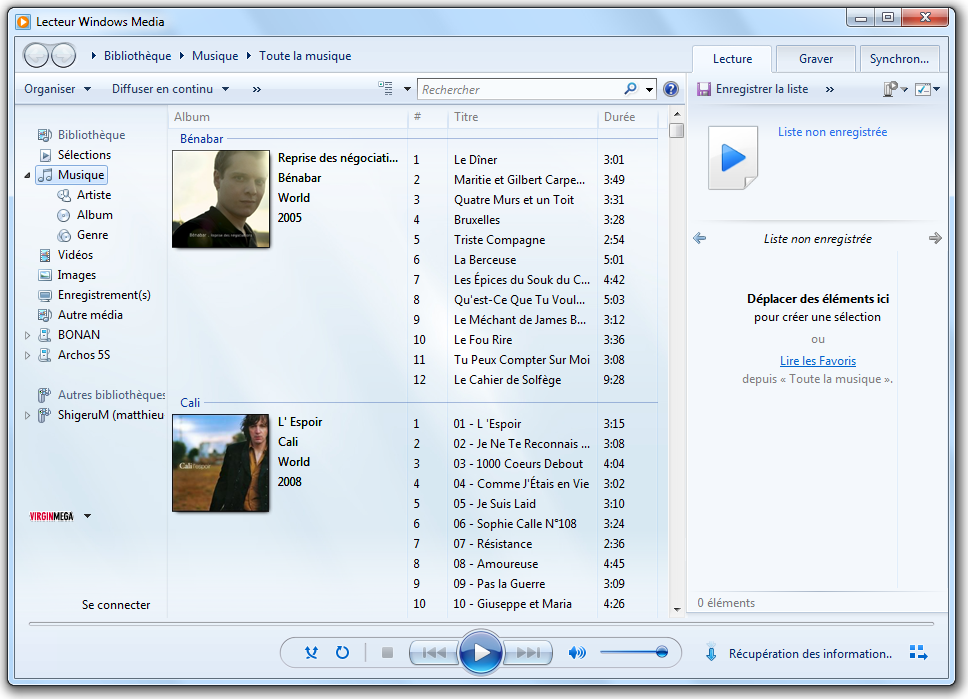 Lecteur Windows Media
Bibliothèque Musique Toute la musique
Lecture Graver Synchron...
Organiser Diffuser en continu » Rechercher ?
Enregistrer la liste »
Bibliothèque
Sélections
Musique
Artiste
Album
Genre
Vidéos
Images
Enregistrement(s)
Autre média
BONAN
Archos 5S
Autres bibliothèques
ShigeruM (matthieu
VIRGINMEGA
Se connecter
Album # Titre Durée
Bénabar
Reprise des négociati...
Bénabar
World
2005
1 Le Dîner 3:01
2 Maritie et Gilbert Carpe... 3:49
3 Quatre Murs et un Toit 3:31
4 Bruxelles 3:28
5 Triste Compagne 2:54
6 La Berceuse 5:01
7 Les Épices du Souk du C... 4:42
8 Qu'est-Ce Que Tu Voul... 5:03
9 Le Méchant de James B... 3:12
10 Le Fou Rire 3:36
11 Tu Peux Compter Sur Moi 3:08
12 Le Cahier de Solfège 9:28
Cali
L' Espoir
Cali
World
2008
1 01 - L 'Espoir 3:15
2 02 - Je Ne Te Reconnais ... 3:08
3 03 - 1000 Coeurs Debout 4:04
4 04 - Comme J'Étais en Vie 3:02
5 05 - Je Suis Laid 3:10
6 06 - Sophie Calle N°108 3:24
7 07 - Résistance 2:36
8 08 - Amoureuse 4:45
9 09 - Pas la Guerre 3:09
10 10 - Giuseppe et Maria 4:26
Liste non enregistrée
Liste non enregistrée
Déplacer des éléments ici
pour créer une sélection
ou
Lire les Favoris
depuis « Toute la musique ».
0 éléments
Récupération des information..